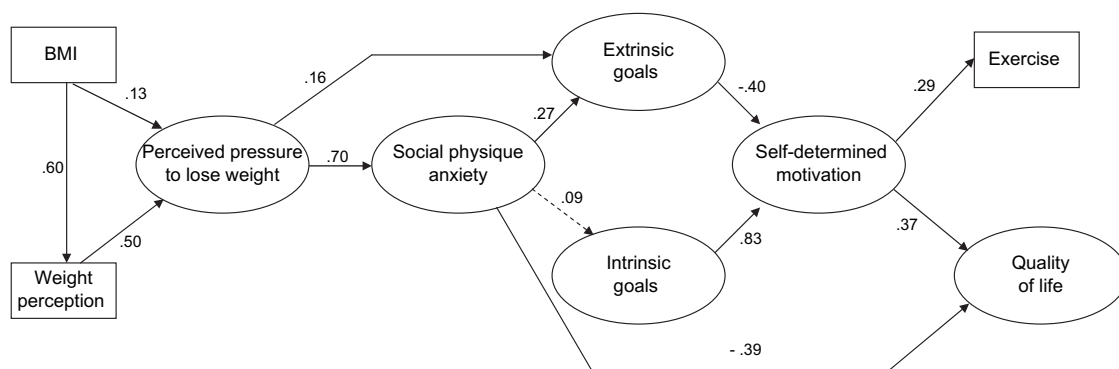 BMI
Extrinsic
goals
Exercise
.13
.16
.29
-.40
.27
Perceived pressure
to lose weight
.70
Social physique
anxiety
Self-determined
motivation
.60
.09
.50
.83
.37
Weight
perception
Intrinsic
goals
Quality
of life
- .39